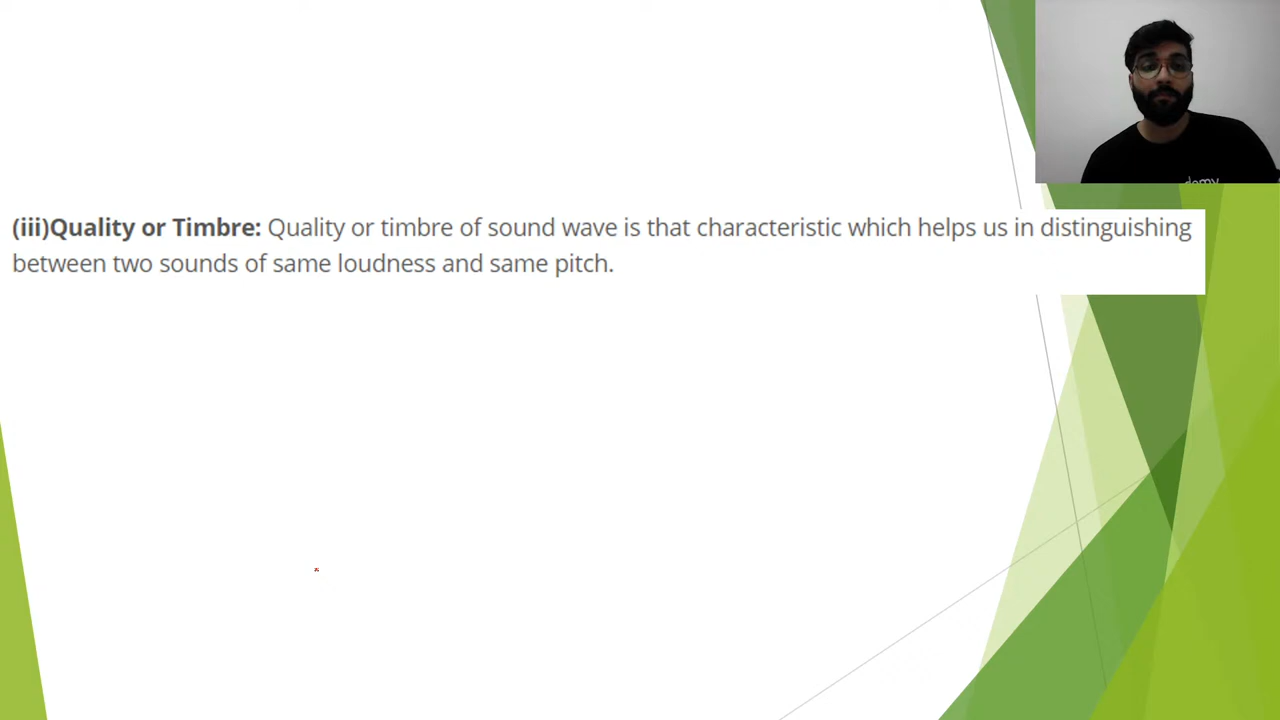 (iii)Quality or Timbre: Quality or timbre of sound wave is that characteristic which helps us in distinguishing
between two sounds of same loudness and same pitch.